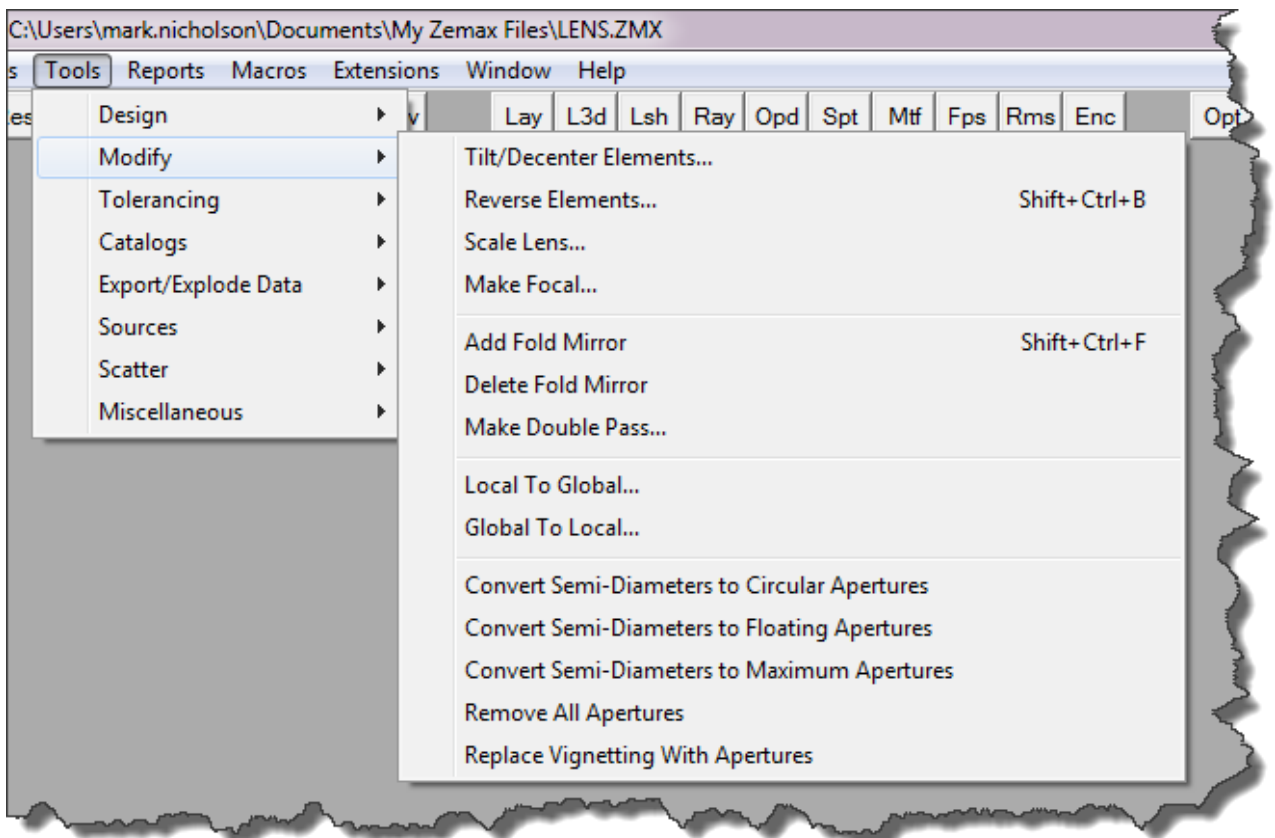 C:\Users\mark.nicholson\Documents\My Zemax Files\LENS.ZMX
s Tools Reports Macros Extensions Window Help
es v Lay L3d Lsh Ray Opd Spt Mtf Fps Rms Enc Opt
Design
Modify
Tolerancing
Catalogs
Export/Explode Data
Sources
Scatter
Miscellaneous
Tilt/Decenter Elements...
Reverse Elements... Shift+Ctrl+B
Scale Lens...
Make Focal...
Add Fold Mirror Shift+Ctrl+F
Delete Fold Mirror
Make Double Pass...
Local To Global...
Global To Local...
Convert Semi-Diameters to Circular Apertures
Convert Semi-Diameters to Floating Apertures
Convert Semi-Diameters to Maximum Apertures
Remove All Apertures
Replace Vignetting With Apertures